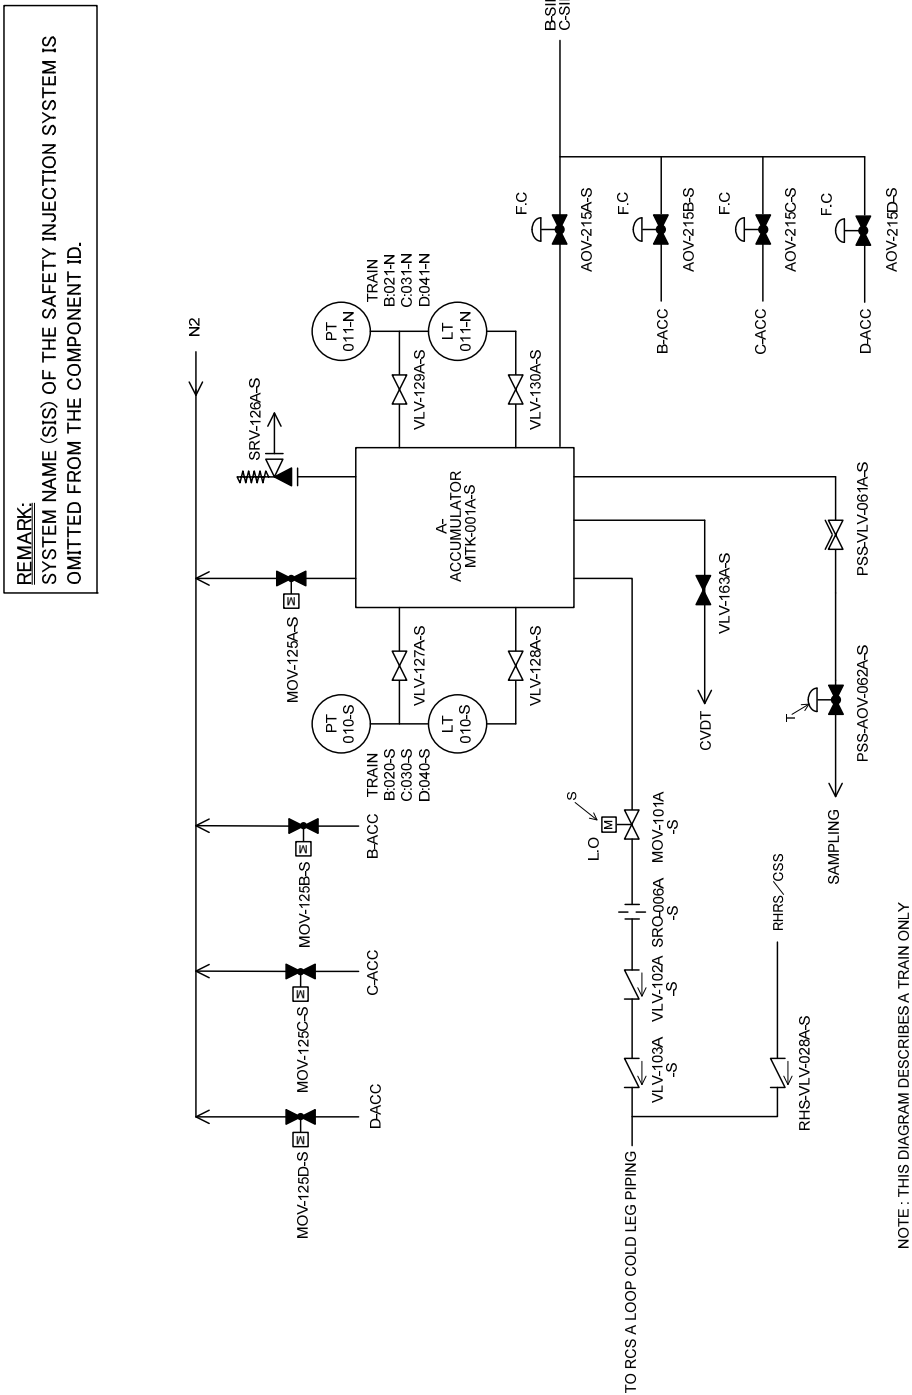 REMARK:
SYSTEM NAME (SIS) OF THE SAFETY INJECTION SYSTEM IS
OMITTED FROM THE COMPONENT ID.
N2
D-ACC
MOV-125D-S
M
C-ACC
MOV-125C-S
M
B-ACC
MOV-125B-S
M
MOV-125A-S
M
SRV-126A-S
PT
010-S
LT
010-S
TRAIN
B:020-S
C:030-S
D:040-S
VLV-127A-S
VLV-128A-S
PT
011-N
LT
011-N
TRAIN
B:021-N
C:031-N
D:041-N
VLV-129A-S
VLV-130A-S
A-
ACCUMULATOR
MTK-001A-S
B-SI
C-SI
F.C
AOV-215A-S
F.C
AOV-215B-S
B-ACC
F.C
AOV-215C-S
C-ACC
F.C
AOV-215D-S
D-ACC
S
L.O
M
MOV-101A
-S
SRO-006A
-S
VLV-102A
-S
VLV-103A
-S
TO RCS A LOOP COLD LEG PIPING
CVDT
VLV-163A-S
RHRS/CSS
RHS-VLV-028A-S
SAMPLING
T
PSS-AOV-062A-S
PSS-VLV-061A-S
NOTE : THIS DIAGRAM DESCRIBES A TRAIN ONLY